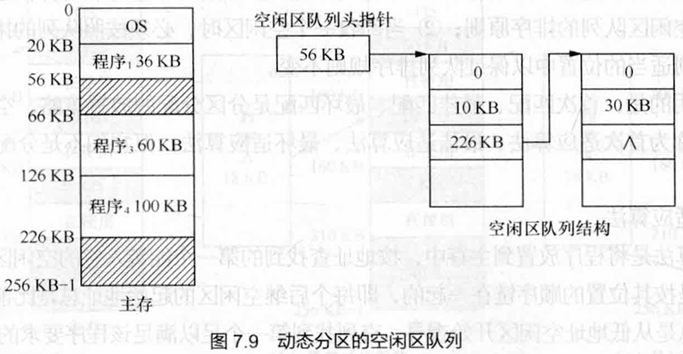 0
OS
20 KB
程序₁ 36 KB
56 KB
66 KB
程序₃ 60 KB
126 KB
程序₄ 100 KB
226 KB
256 KB-1
主存
空闲区队列头指针
56 KB
0
10 KB
226 KB
0
30 KB
∧
空闲区队列结构
图 7.9 动态分区的空闲区队列